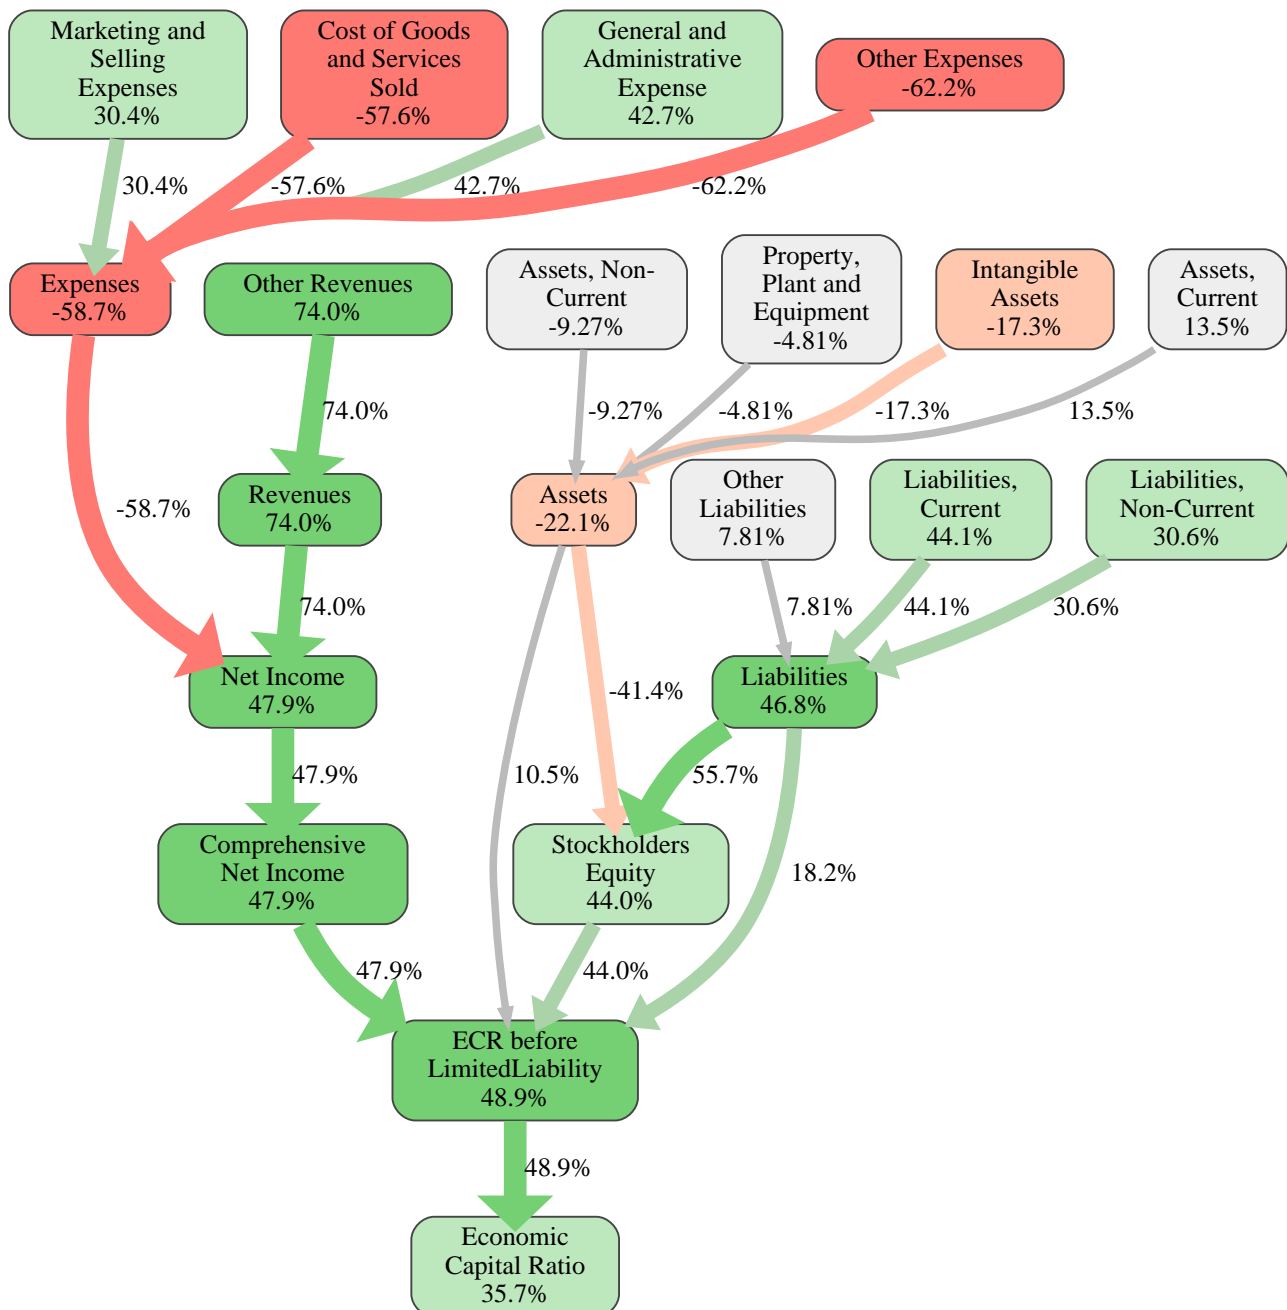 Marketing and
Selling
Expenses
30.4%
Cost of Goods
and Services
Sold
-57.6%
General and
Administrative
Expense
42.7%
Other Expenses
-62.2%
30.4%
-57.6%
42.7%
-62.2%
Expenses
-58.7%
Other Revenues
74.0%
Assets, Non-
Current
-9.27%
Property,
Plant and
Equipment
-4.81%
Intangible
Assets
-17.3%
Assets,
Current
13.5%
74.0%
-9.27%
-4.81%
-17.3%
13.5%
-58.7%
Revenues
74.0%
Assets
-22.1%
Other
Liabilities
7.81%
Liabilities,
Current
44.1%
Liabilities,
Non-Current
30.6%
74.0%
7.81%
44.1%
30.6%
Net Income
47.9%
-41.4%
Liabilities
46.8%
47.9%
10.5%
55.7%
Comprehensive
Net Income
47.9%
Stockholders
Equity
44.0%
18.2%
47.9%
44.0%
ECR before
LimitedLiability
48.9%
48.9%
Economic
Capital Ratio
35.7%